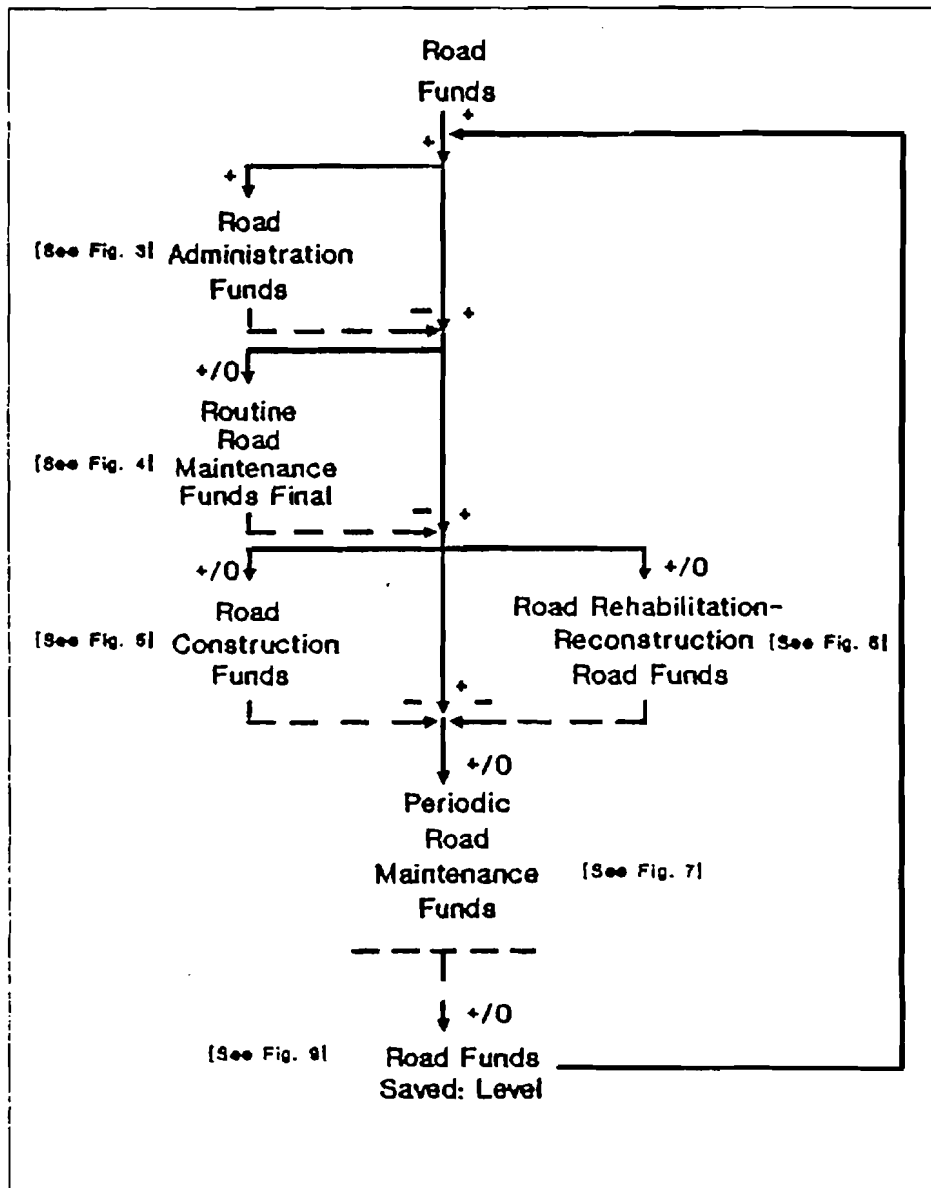 Road
Funds
+
+
+
Road
[See Fig. 3] Administration
Funds
− +
+/0
Routine
Road
[See Fig. 4] Maintenance
Funds Final
− +
+/0 +/0
Road Road Rehabilitation-
[See Fig. 5] Construction Reconstruction [See Fig. 6]
Funds Road Funds
− + −
+/0
Periodic
Road
Maintenance [See Fig. 7]
Funds
+/0
[See Fig. 9] Road Funds
Saved: Level